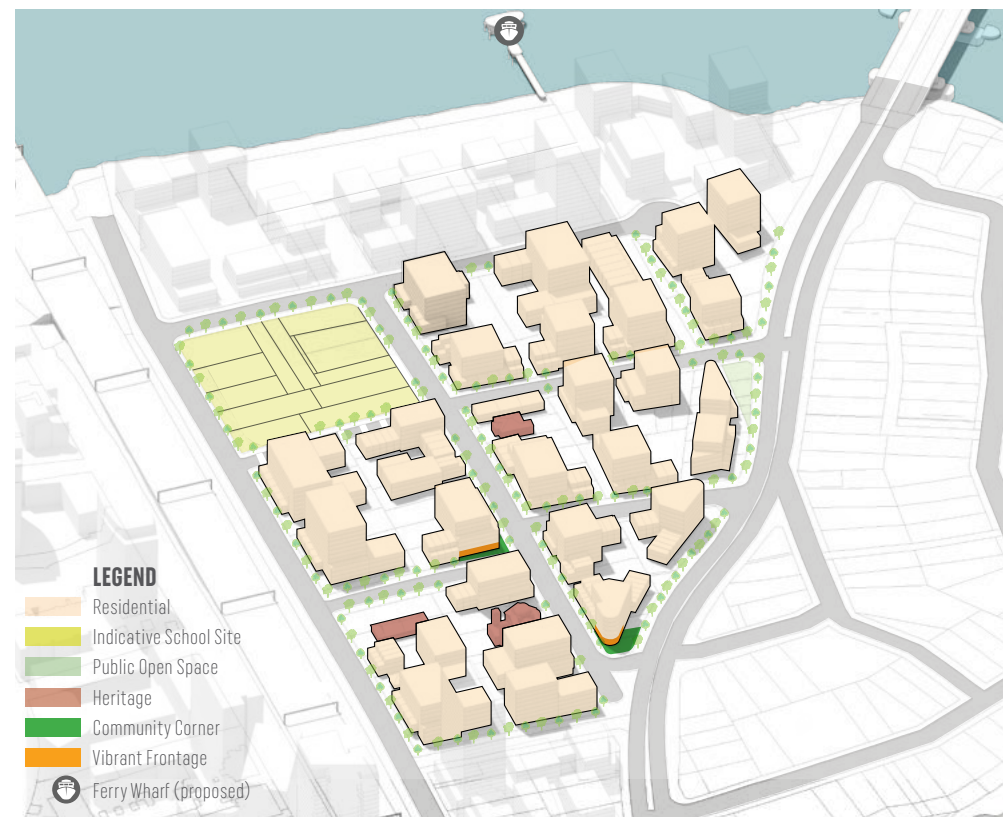 LEGEND
Residential
Indicative School Site
Public Open Space
Heritage
Community Corner
Vibrant Frontage
Ferry Wharf (proposed)